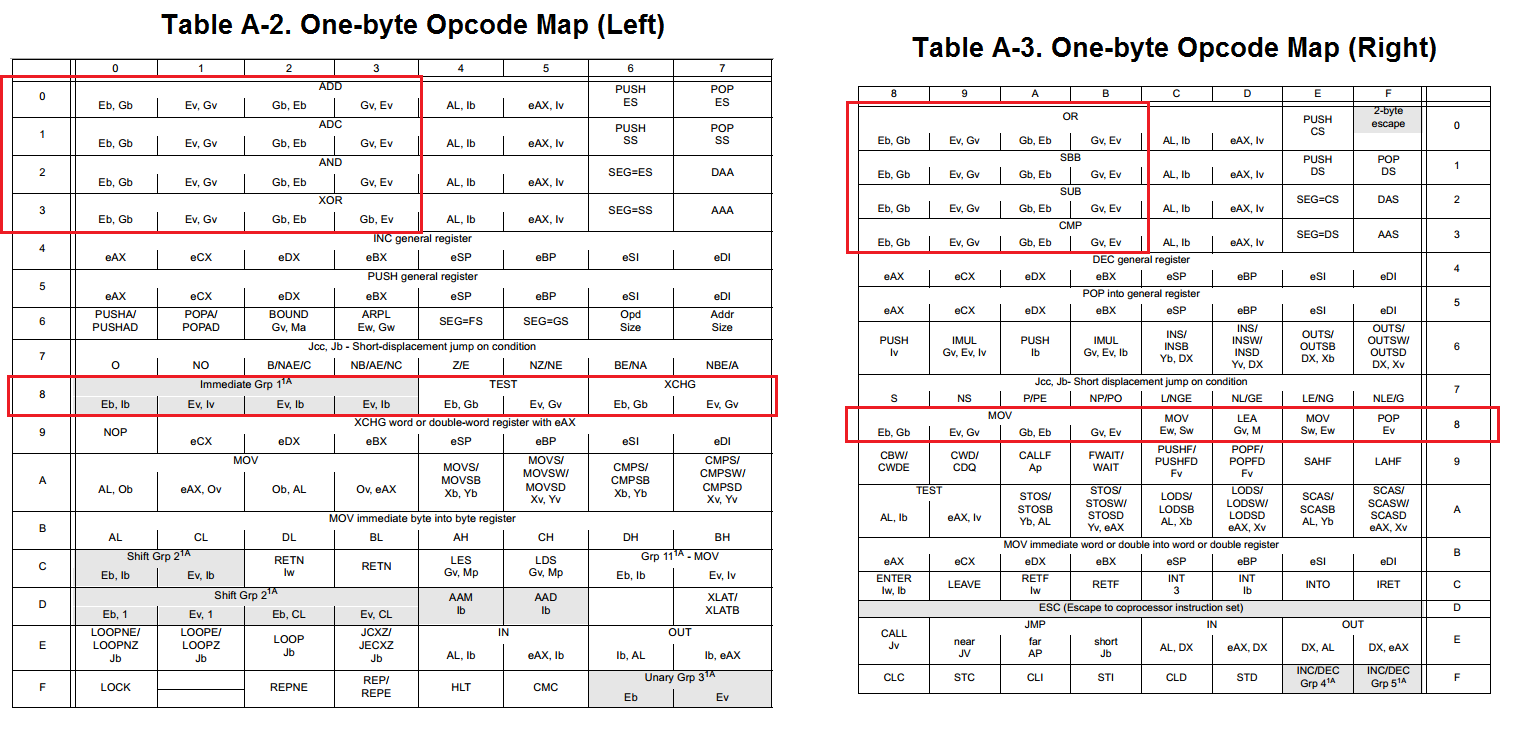 Table A-2. One-byte Opcode Map (Left)
0 1 2 3 4 5 6 7
0 ADD PUSH ES POP ES
Eb, Gb Ev, Gv Gb, Eb Gv, Ev AL, Ib eAX, Iv
1 ADC PUSH SS POP SS
Eb, Gb Ev, Gv Gb, Eb Gv, Ev AL, Ib eAX, Iv
2 AND SEG=ES DAA
Eb, Gb Ev, Gv Gb, Eb Gv, Ev AL, Ib eAX, Iv
3 XOR SEG=SS AAA
Eb, Gb Ev, Gv Gb, Eb Gb, Ev AL, Ib eAX, Iv
4 INC general register
eAX eCX eDX eBX eSP eBP eSI eDI
5 PUSH general register
eAX eCX eDX eBX eSP eBP eSI eDI
6 PUSHA/ PUSHAD POPA/ POPAD BOUND Gv, Ma ARPL Ew, Gw SEG=FS SEG=GS Opd Size Addr Size
7 Jcc, Jb - Short-displacement jump on condition
O NO B/NAE/C NB/AE/NC Z/E NZ/NE BE/NA NBE/A
8 Immediate Grp 11A TEST XCHG
Eb, Ib Ev, Iv Ev, Ib Ev, Ib Eb, Gb Ev, Gv Eb, Gb Ev, Gv
9 NOP XCHG word or double-word register with eAX
eCX eDX eBX eSP eBP eSI eDI
A MOV MOVS/ MOVSB Xb, Yb MOVS/ MOVSW/ MOVSD Xv, Yv CMPS/ CMPSB Xb, Yb CMPS/ CMPSW/ CMPSD Xv, Yv
AL, Ob eAX, Ov Ob, AL Ov, eAX
B MOV immediate byte into byte register
AL CL DL BL AH CH DH BH
C Shift Grp 21A RETN Iw RETN LES Gv, Mp LDS Gv, Mp Grp 111A - MOV
Eb, Ib Ev, Ib Eb, Ib Ev, Iv
D Shift Grp 21A AAM Ib AAD Ib XLAT/ XLATB
Eb, 1 Ev, 1 Eb, CL Ev, CL
E LOOPNE/ LOOPNZ Jb LOOPE/ LOOPZ Jb LOOP Jb JCXZ/ JECXZ Jb IN OUT
AL, Ib eAX, Ib Ib, AL Ib, eAX
F LOCK REPNE REP/ REPE HLT CMC Unary Grp 31A
Eb Ev
Table A-3. One-byte Opcode Map (Right)
8 9 A B C D E F
OR PUSH CS 2-byte escape 0
Eb, Gb Ev, Gv Gb, Eb Gv, Ev AL, Ib eAX, Iv
SBB PUSH DS POP DS 1
Eb, Gb Ev, Gv Gb, Eb Gv, Ev AL, Ib eAX, Iv
SUB SEG=CS DAS 2
Eb, Gb Ev, Gv Gb, Eb Gv, Ev AL, Ib eAX, Iv
CMP SEG=DS AAS 3
Eb, Gb Ev, Gv Gb, Eb Gv, Ev AL, Ib eAX, Iv
DEC general register 4
eAX eCX eDX eBX eSP eBP eSI eDI
POP into general register 5
eAX eCX eDX eBX eSP eBP eSI eDI
PUSH Iv IMUL Gv, Ev, Iv PUSH Ib IMUL Gv, Ev, Ib INS/ INSB Yb, DX INS/ INSW/ INSD Yv, DX OUTS/ OUTSB DX, Xb OUTS/ OUTSW/ OUTSD DX, Xv 6
Jcc, Jb- Short displacement jump on condition 7
S NS P/PE NP/PO L/NGE NL/GE LE/NG NLE/G
MOV MOV Ew, Sw LEA Gv, M MOV Sw, Ew POP Ev 8
Eb, Gb Ev, Gv Gb, Eb Gv, Ev
CBW/ CWDE CWD/ CDQ CALLF Ap FWAIT/ WAIT PUSHF/ PUSHFD Fv POPF/ POPFD Fv SAHF LAHF 9
TEST STOS/ STOSB Yb, AL STOS/ STOSW/ STOSD Yv, eAX LODS/ LODSB AL, Xb LODS/ LODSW/ LODSD eAX, Xv SCAS/ SCASB AL, Yb SCAS/ SCASW/ SCASD eAX, Xv A
AL, Ib eAX, Iv
MOV immediate word or double into word or double register B
eAX eCX eDX eBX eSP eBP eSI eDI
ENTER Iw, Ib LEAVE RETF Iw RETF INT 3 INT Ib INTO IRET C
ESC (Escape to coprocessor instruction set) D
CALL Jv JMP IN OUT E
near JV far AP short Jb AL, DX eAX, DX DX, AL DX, eAX
CLC STC CLI STI CLD STD INC/DEC Grp 41A INC/DEC Grp 51A F